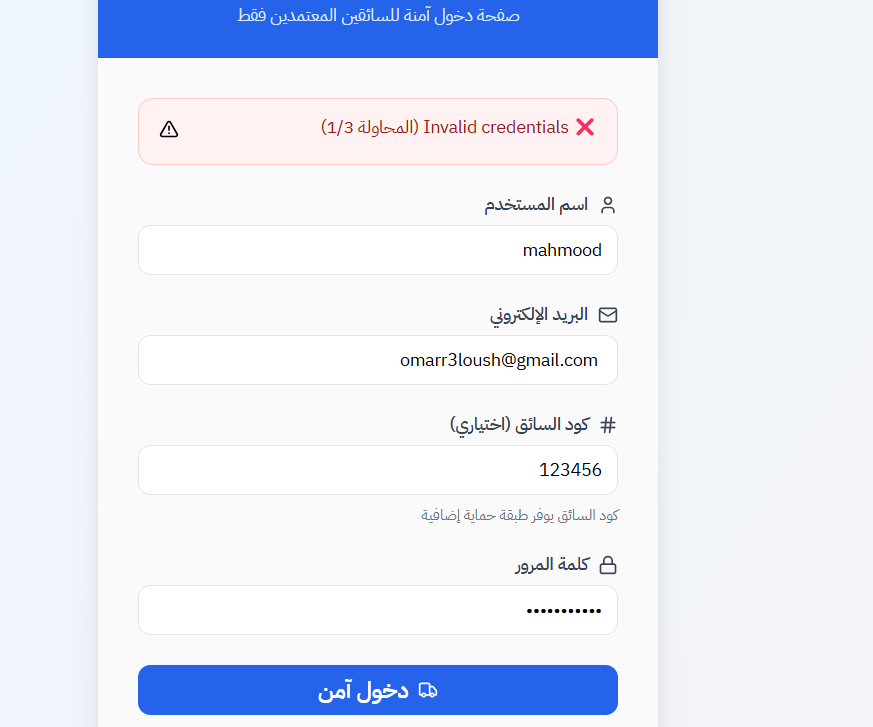 صفحة دخول آمنة للسائقين المعتمدين فقط
❌ Invalid credentials (المحاولة 1/3)
اسم المستخدم
mahmood
البريد الإلكتروني
omarr3loush@gmail.com
كود السائق (اختياري)
123456
كود السائق يوفر طبقة حماية إضافية
كلمة المرور
•••••••••••
دخول آمن